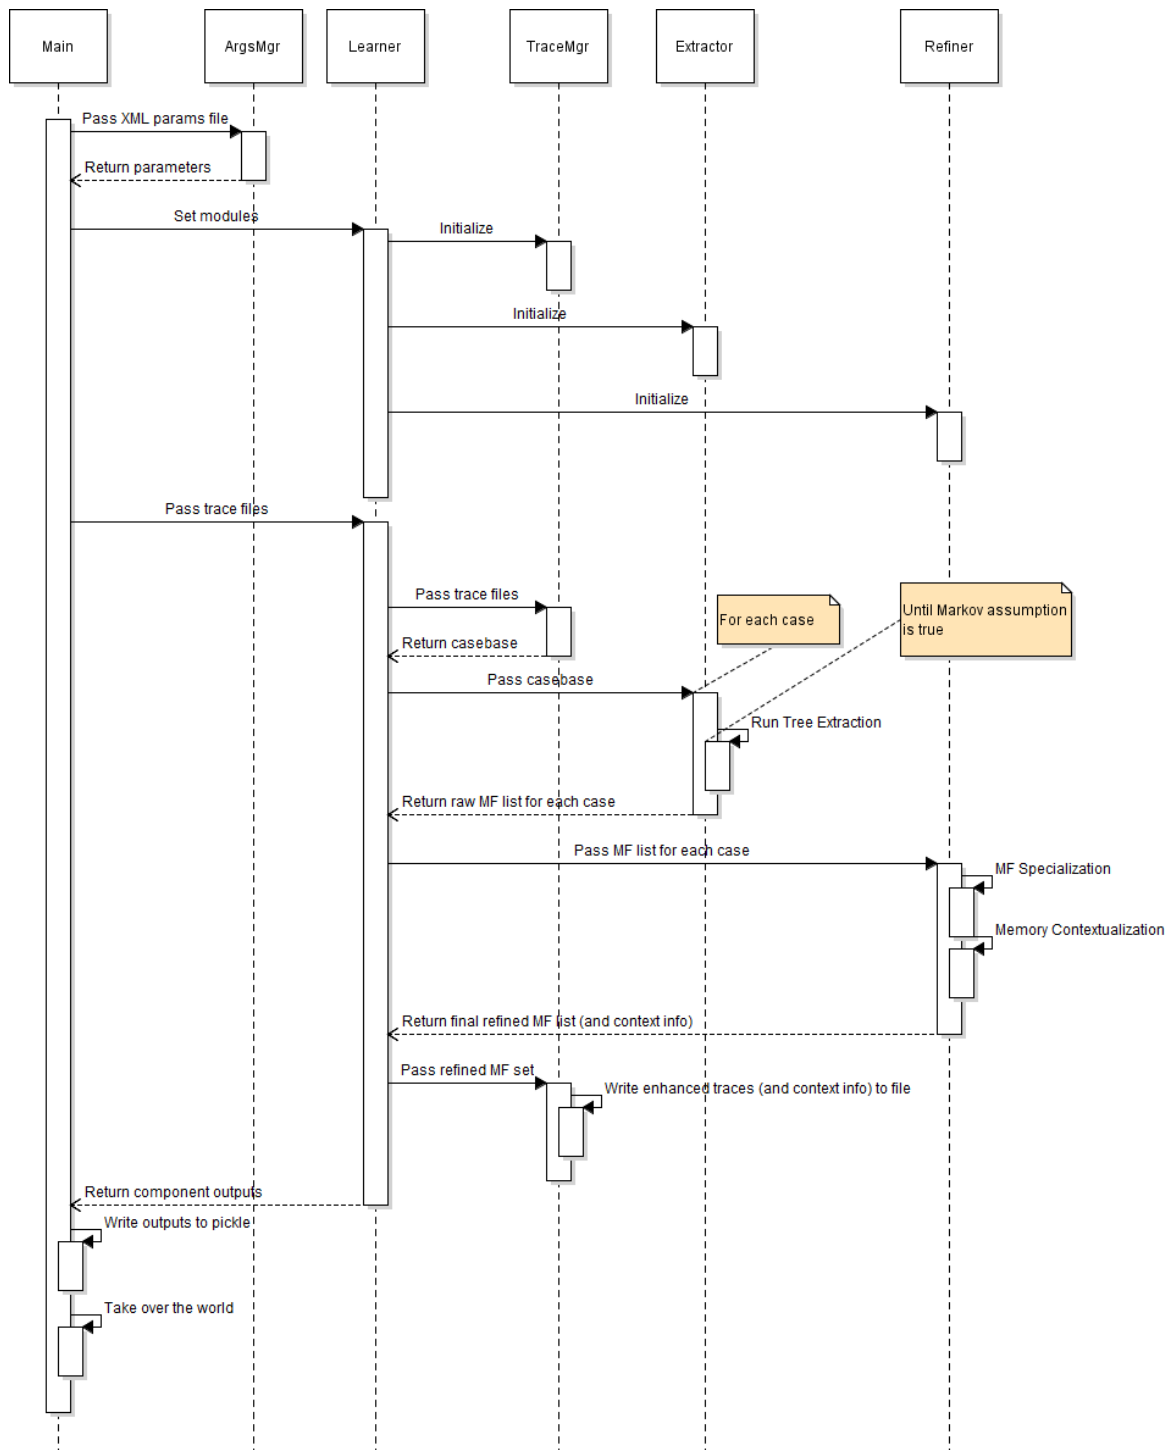 Main
ArgsMgr
Learner
TraceMgr
Extractor
Refiner
Pass XML params file
Return parameters
Set modules
Initialize
Initialize
Initialize
Pass trace files
Pass trace files
For each case
Until Markov assumption
is true
Return casebase
Pass casebase
Run Tree Extraction
Return raw MF list for each case
Pass MF list for each case
MF Specialization
Memory Contextualization
Return final refined MF list (and context info)
Pass refined MF set
Write enhanced traces (and context info) to file
Return component outputs
Write outputs to pickle
Take over the world